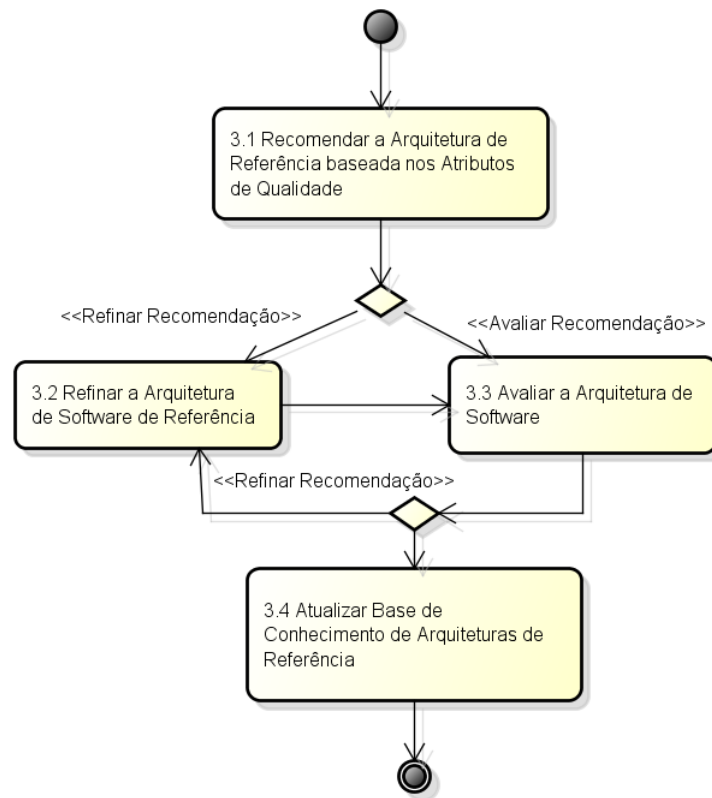 3.1 Recomendar a Arquitetura de
Referência baseada nos Atributos
de Qualidade
<<Refinar Recomendação>>
<<Avaliar Recomendação>>
3.2 Refinar a Arquitetura
de Software de Referência
3.3 Avaliar a Arquitetura de
Software
<<Refinar Recomendação>>
3.4 Atualizar Base de
Conhecimento de Arquiteturas de
Referência